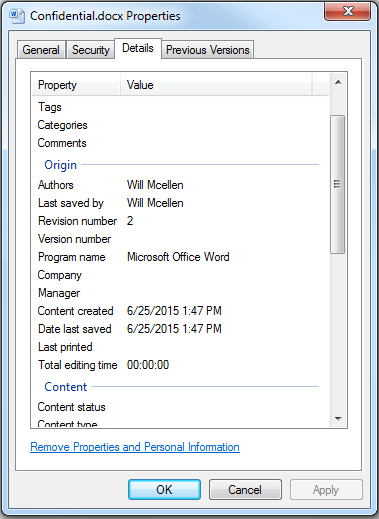 Confidential.docx Properties
General Security Details Previous Versions
Property Value
Tags
Categories
Comments
Origin
Authors Will Mcellen
Last saved by Will Mcellen
Revision number 2
Version number
Program name Microsoft Office Word
Company
Manager
Content created 6/25/2015 1:47 PM
Date last saved 6/25/2015 1:47 PM
Last printed
Total editing time 00:00:00
Content
Content status
Content type
Remove Properties and Personal Information
OK Cancel Apply